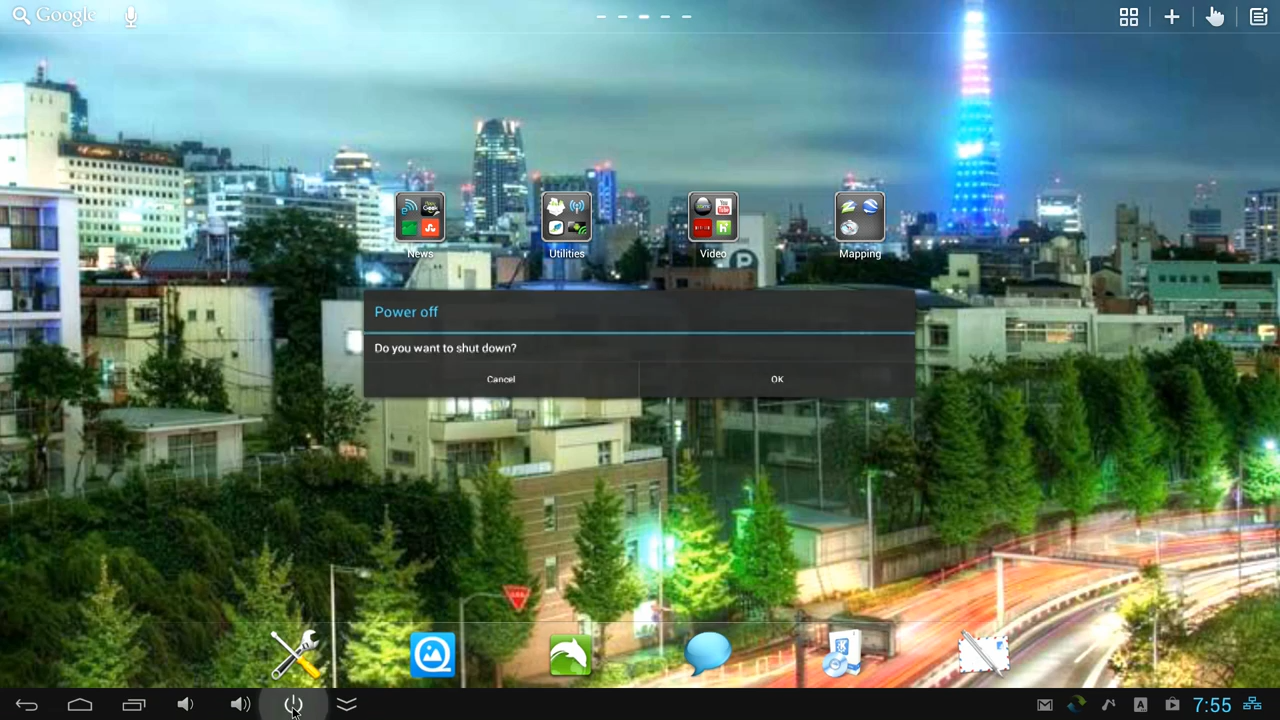 Google
News
Utilities
Video
Mapping
Power off
Do you want to shut down?
Cancel
OK
7:55